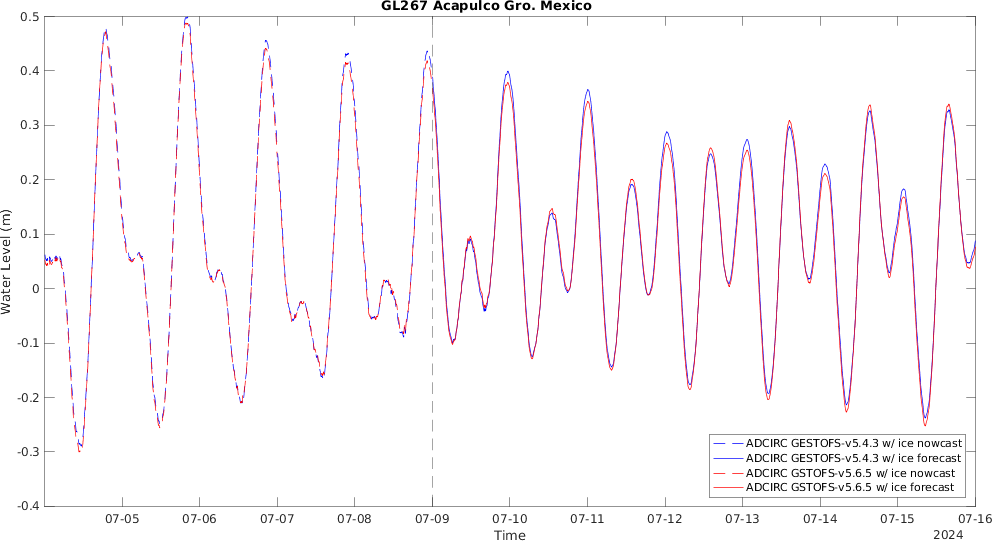 GL267 Acapulco Gro. Mexico
Water Level (m)
0.5
0.4
0.3
0.2
0.1
0
-0.1
-0.2
-0.3
-0.4
ADCIRC GESTOFS-v5.4.3 w/ ice nowcast
ADCIRC GESTOFS-v5.4.3 w/ ice forecast
ADCIRC GSTOFS-v5.6.5 w/ ice nowcast
ADCIRC GSTOFS-v5.6.5 w/ ice forecast
07-05 07-06 07-07 07-08 07-09 07-10 07-11 07-12 07-13 07-14 07-15 07-16
Time
2024